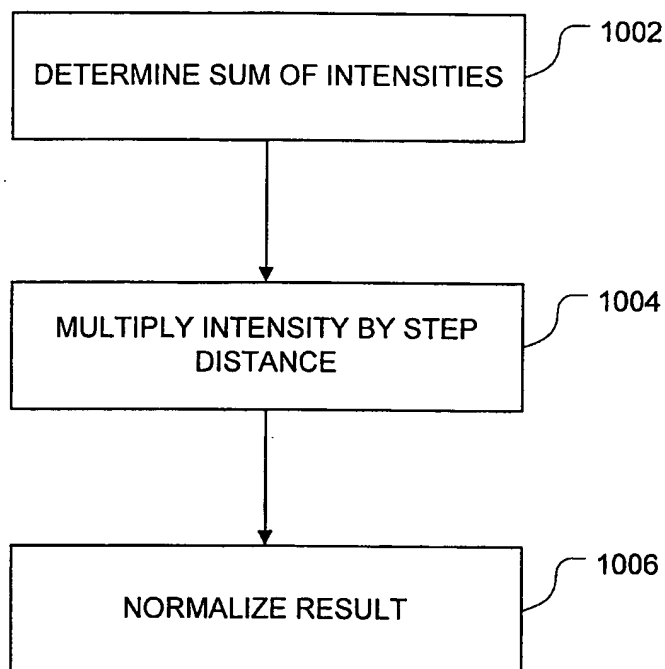 1002
DETERMINE SUM OF INTENSITIES
1004
MULTIPLY INTENSITY BY STEP
DISTANCE
1006
NORMALIZE RESULT